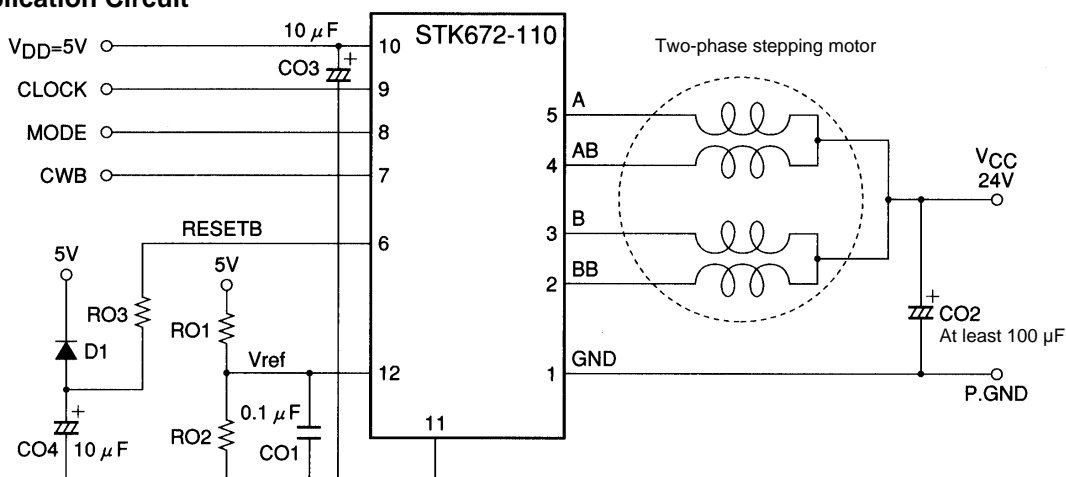 plication Circuit
10 μF
STK672-110
VDD=5V
10
CO3
+
CLOCK
9
MODE
8
CWB
7
RESETB
6
5V
5V
RO3
RO1
D1
Vref
12
+
CO4
10 μF
RO2
0.1 μF
CO1
11
Two-phase stepping motor
A
5
AB
4
B
3
BB
2
GND
1
VCC
24V
+
CO2
At least 100 µF
P.GND